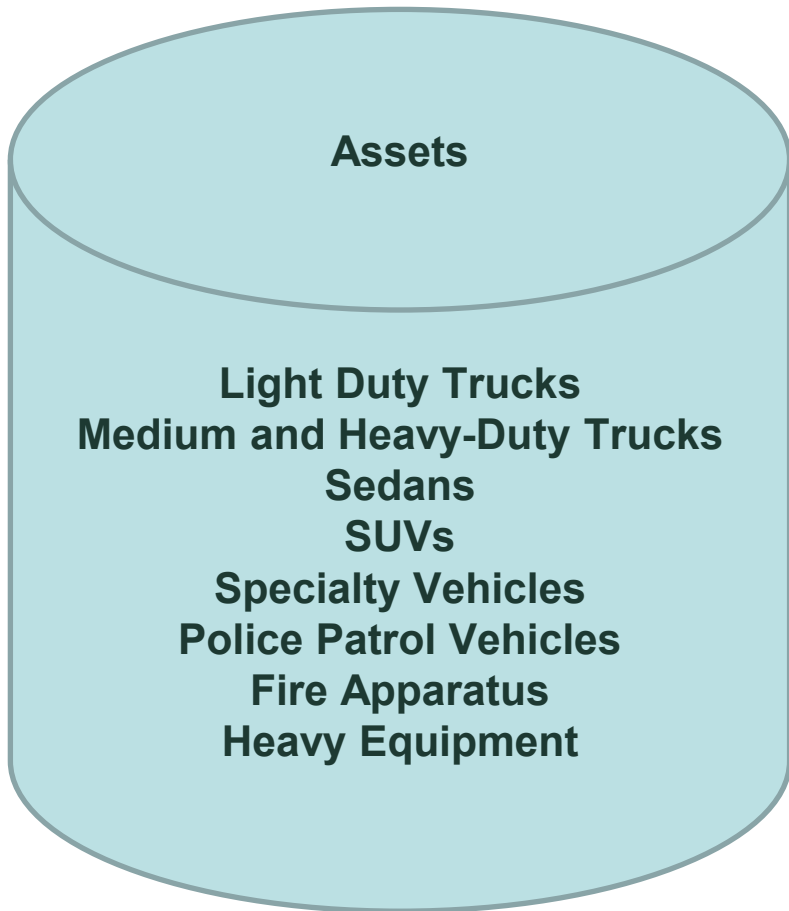 Assets
Light Duty Trucks
Medium and Heavy-Duty Trucks
Sedans
SUVs
Specialty Vehicles
Police Patrol Vehicles
Fire Apparatus
Heavy Equipment